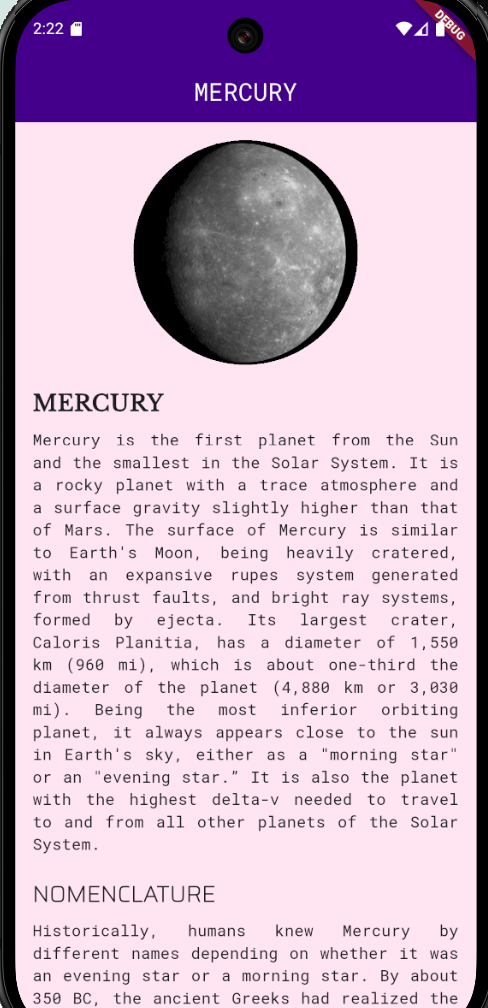 2:22
DEBUG
MERCURY
MERCURY
Mercury is the first planet from the Sun
and the smallest in the Solar System. It is
a rocky planet with a trace atmosphere and
a surface gravity slightly higher than that
of Mars. The surface of Mercury is similar
to Earth's Moon, being heavily cratered,
with an expansive rupes system generated
from thrust faults, and bright ray systems,
formed by ejecta. Its largest crater,
Caloris Planitia, has a diameter of 1,550
km (960 mi), which is about one-third the
diameter of the planet (4,880 km or 3,030
mi). Being the most inferior orbiting
planet, it always appears close to the sun
in Earth's sky, either as a "morning star"
or an "evening star.” It is also the planet
with the highest delta-v needed to travel
to and from all other planets of the Solar
System.
NOMENCLATURE
Historically, humans knew Mercury by
different names depending on whether it was
an evening star or a morning star. By about
350 BC, the ancient Greeks had realized the